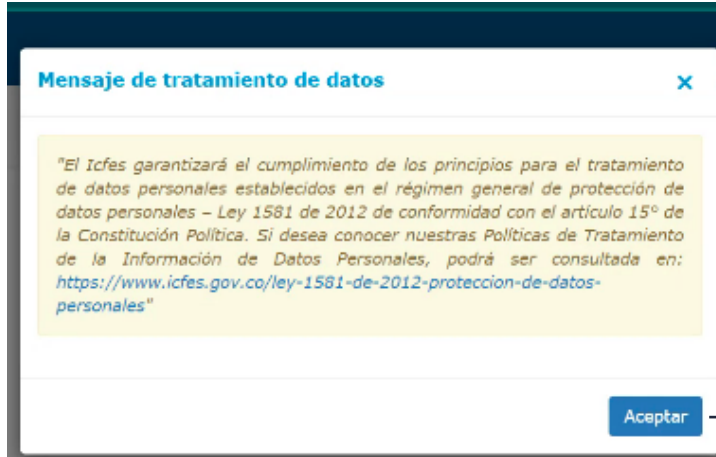 Mensaje de tratamiento de datos
"El Icfes garantizará el cumplimiento de los principios para el tratamiento
de datos personales establecidos en el régimen general de protección de
datos personales – Ley 1581 de 2012 de conformidad con el artículo 15º de
la Constitución Política. Si desea conocer nuestras Políticas de Tratamiento
de la Información de Datos Personales, podrá ser consultada en:
https://www.icfes.gov.co/ley-1581-de-2012-proteccion-de-datos-
personales"
Aceptar